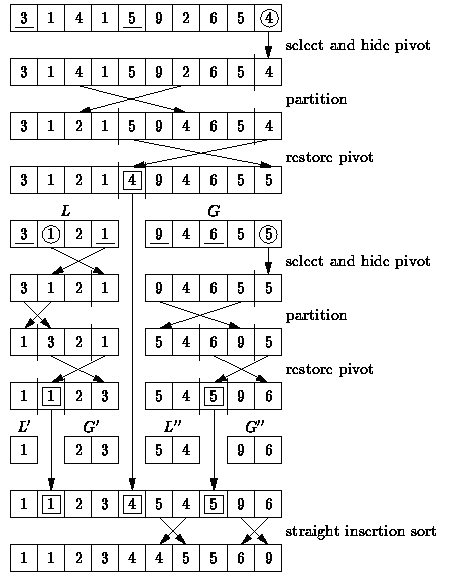 3 1 4 1 5 9 2 6 5 4
select and hide pivot
3 1 4 1 5 9 2 6 5 4
partition
3 1 2 1 5 9 4 6 5 4
restore pivot
3 1 2 1 4 9 4 6 5 5
L G
3 1 2 1 9 4 6 5 5
select and hide pivot
3 1 2 1 9 4 6 5 5
partition
1 3 2 1 5 4 6 9 5
restore pivot
1 1 2 3 5 4 5 9 6
L′ G′ L″ G″
1 2 3 5 4 9 6
1 1 2 3 4 5 4 5 9 6
straight insertion sort
1 1 2 3 4 4 5 5 6 9